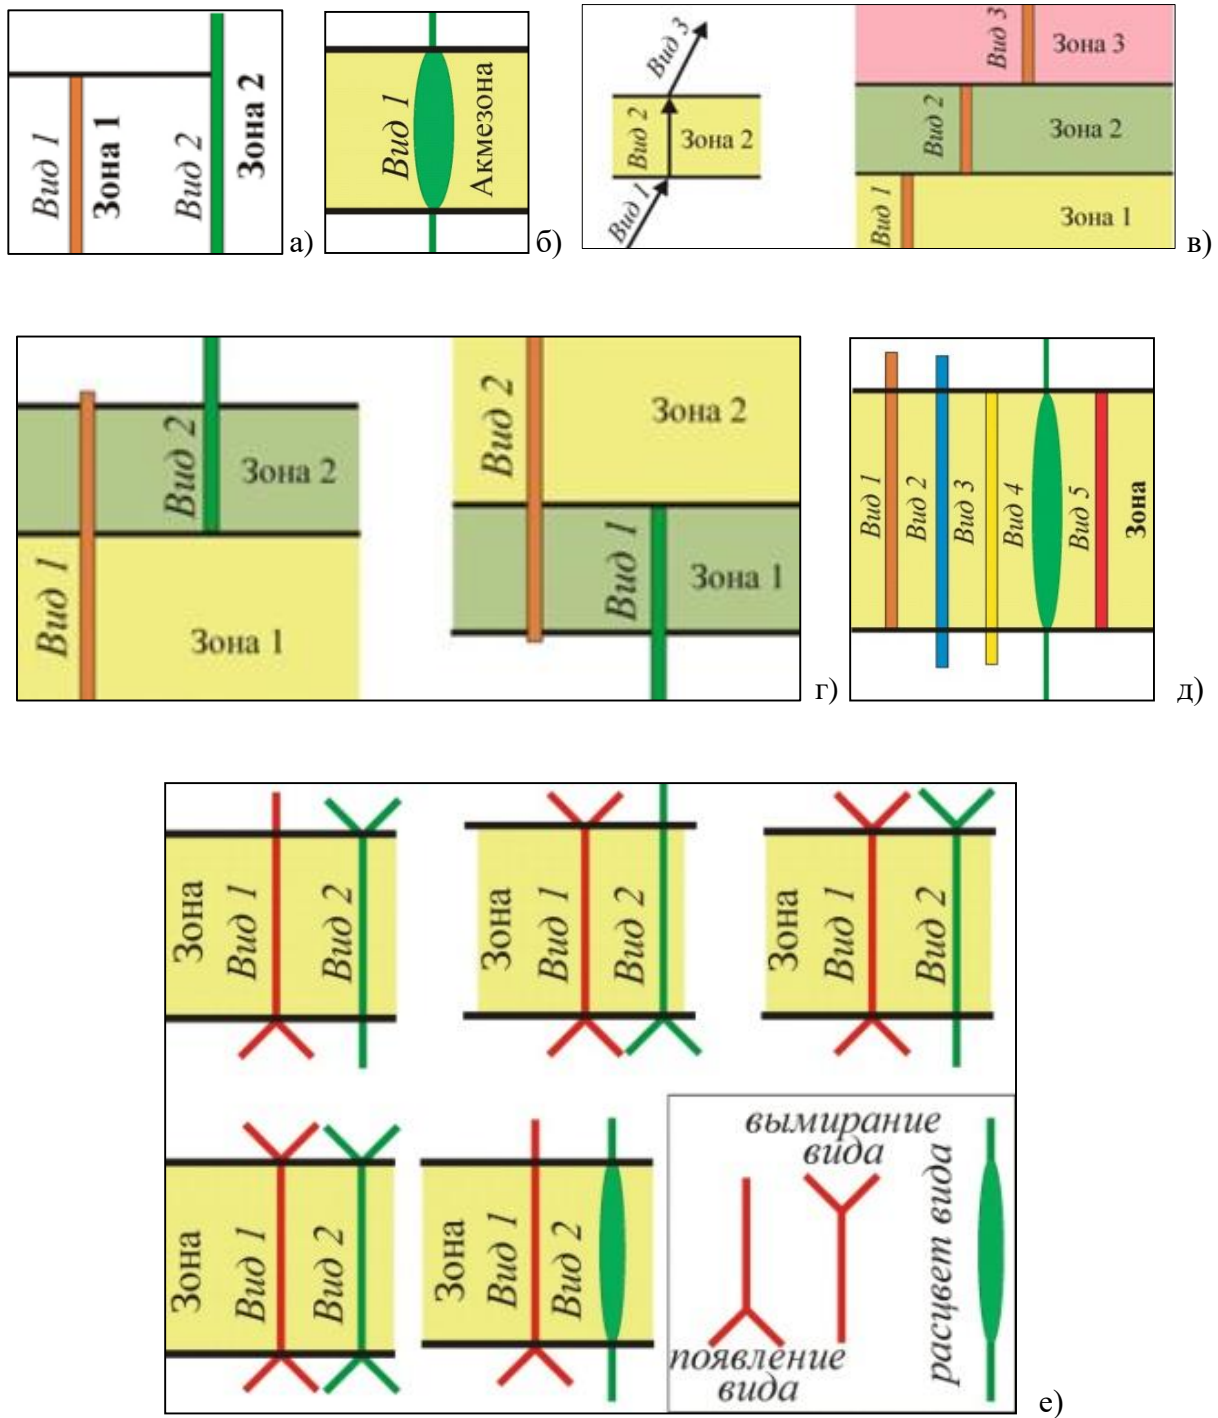 Вид 1
Зона 1
Вид 2
Зона 2
а)
Вид 1
Акмезона
б)
Вид 3
Вид 2
Зона 2
Вид 1
Вид 3
Зона 3
Вид 2
Зона 2
Вид 1
Зона 1
в)
Вид 2
Зона 2
Вид 1
Зона 1
Вид 2
Зона 2
Вид 1
Зона 1
г)
Вид 1
Вид 2
Вид 3
Вид 4
Вид 5
Зона
д)
Зона
Вид 1
Вид 2
Зона
Вид 1
Вид 2
Зона
Вид 1
Вид 2
Зона
Вид 1
Вид 2
Зона
Вид 1
Вид 2
вымирание
вида
появление
вида
расцвет вида
е)